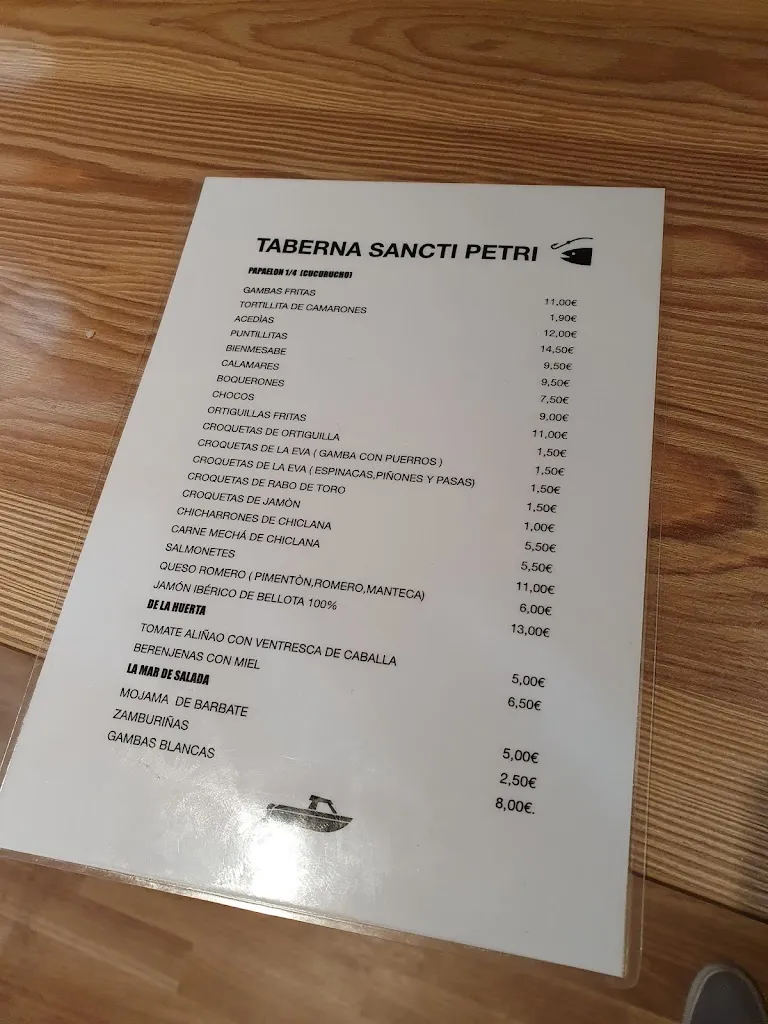 TABERNA SANCTI PETRI
PAPAELON 1/4 (CUCURUCHO)
GAMBAS FRITAS 11,00€
TORTILLITA DE CAMARONES 1,90€
ACEDÌAS 12,00€
PUNTILLITAS 14,50€
BIENMESABE 9,50€
CALAMARES 9,50€
BOQUERONES 7,50€
CHOCOS 9,00€
ORTIGUILLAS FRITAS 11,00€
CROQUETAS DE ORTIGUILLA 1,50€
CROQUETAS DE LA EVA ( GAMBA CON PUERROS ) 1,50€
CROQUETAS DE LA EVA ( ESPINACAS,PIÑONES Y PASAS) 1,50€
CROQUETAS DE RABO DE TORO 1,50€
CROQUETAS DE JAMÒN 1,00€
CHICHARRONES DE CHICLANA 5,50€
CARNE MECHÁ DE CHICLANA 5,50€
SALMONETES 11,00€
QUESO ROMERO ( PIMENTÒN,ROMERO,MANTECA) 6,00€
JAMÓN IBÉRICO DE BELLOTA 100% 13,00€
DE LA HUERTA
TOMATE ALIÑAO CON VENTRESCA DE CABALLA 5,00€
BERENJENAS CON MIEL 6,50€
LA MAR DE SALADA
MOJAMA DE BARBATE 5,00€
ZAMBURIÑAS 2,50€
GAMBAS BLANCAS 8,00€.